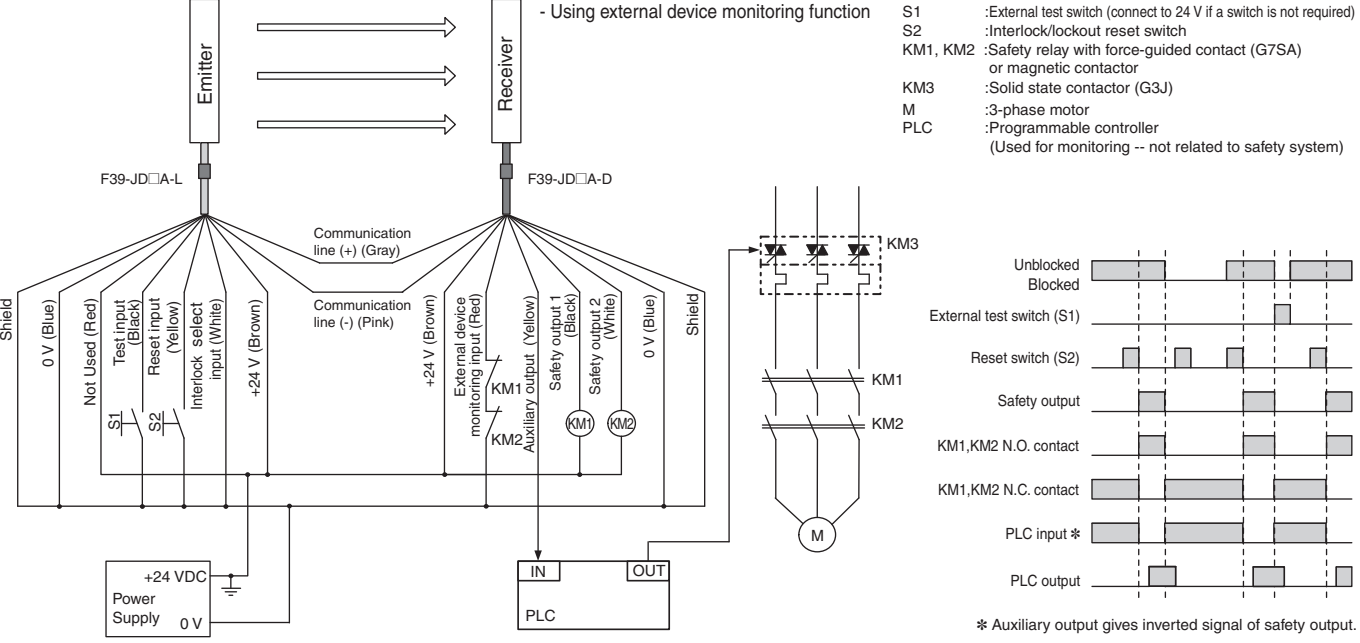 - Using external device monitoring function
S1 :External test switch (connect to 24 V if a switch is not required)
S2 :Interlock/lockout reset switch
KM1, KM2 :Safety relay with force-guided contact (G7SA)
or magnetic contactor
KM3 :Solid state contactor (G3J)
M :3-phase motor
PLC :Programmable controller
(Used for monitoring -- not related to safety system)
Emitter
Receiver
F39-JD□A-L
F39-JD□A-D
Communication
line (+) (Gray)
Communication
line (-) (Pink)
Shield
0 V (Blue)
Not Used (Red)
Test input
(Black)
Reset input
(Yellow)
Interlock select
input (White)
+24 V (Brown)
S1
S2
+24 V (Brown)
External device
monitoring input (Red)
KM1
KM2
Auxiliary output (Yellow)
Safety output 1
(Black)
Safety output 2
(White)
0 V (Blue)
Shield
KM1
KM2
KM3
KM1
KM2
M
+24 VDC
Power
Supply
0 V
IN
OUT
PLC
Unblocked
Blocked
External test switch (S1)
Reset switch (S2)
Safety output
KM1,KM2 N.O. contact
KM1,KM2 N.C. contact
PLC input ✻
PLC output
✻ Auxiliary output gives inverted signal of safety output.